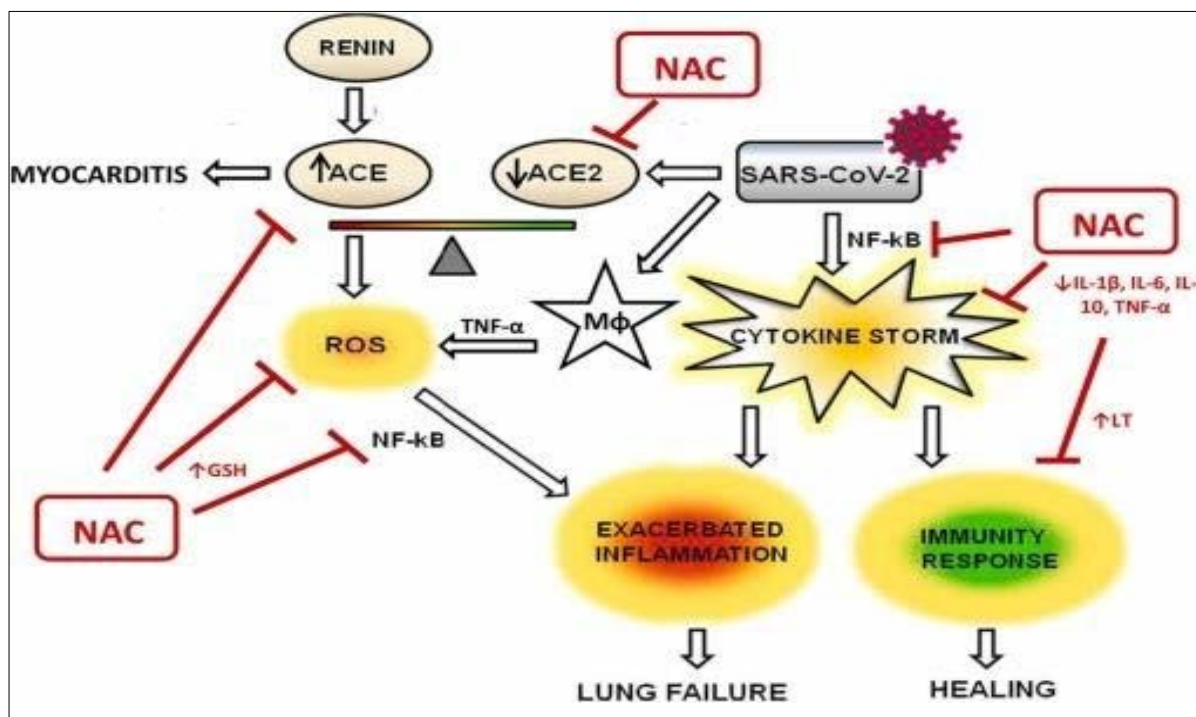 RENIN
NAC
MYOCARDITIS
↑ACE
↓ACE2
SARS-CoV-2
NAC
NF-kB
↓IL-1β, IL-6, IL-
10, TNF-α
ROS
TNF-α
Mϕ
CYTOKINE STORM
NF-kB
↑GSH
↑LT
NAC
EXACERBATED
INFLAMMATION
IMMUNITY
RESPONSE
LUNG FAILURE
HEALING